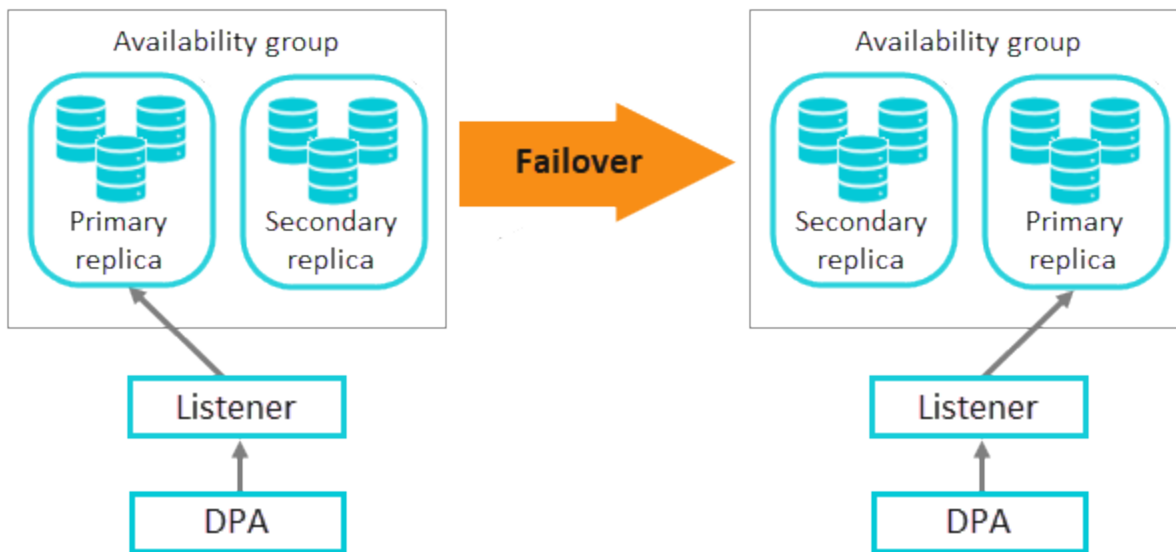 Availability group
Primary
replica
Secondary
replica
Listener
DPA
Failover
Availability group
Secondary
replica
Primary
replica
Listener
DPA